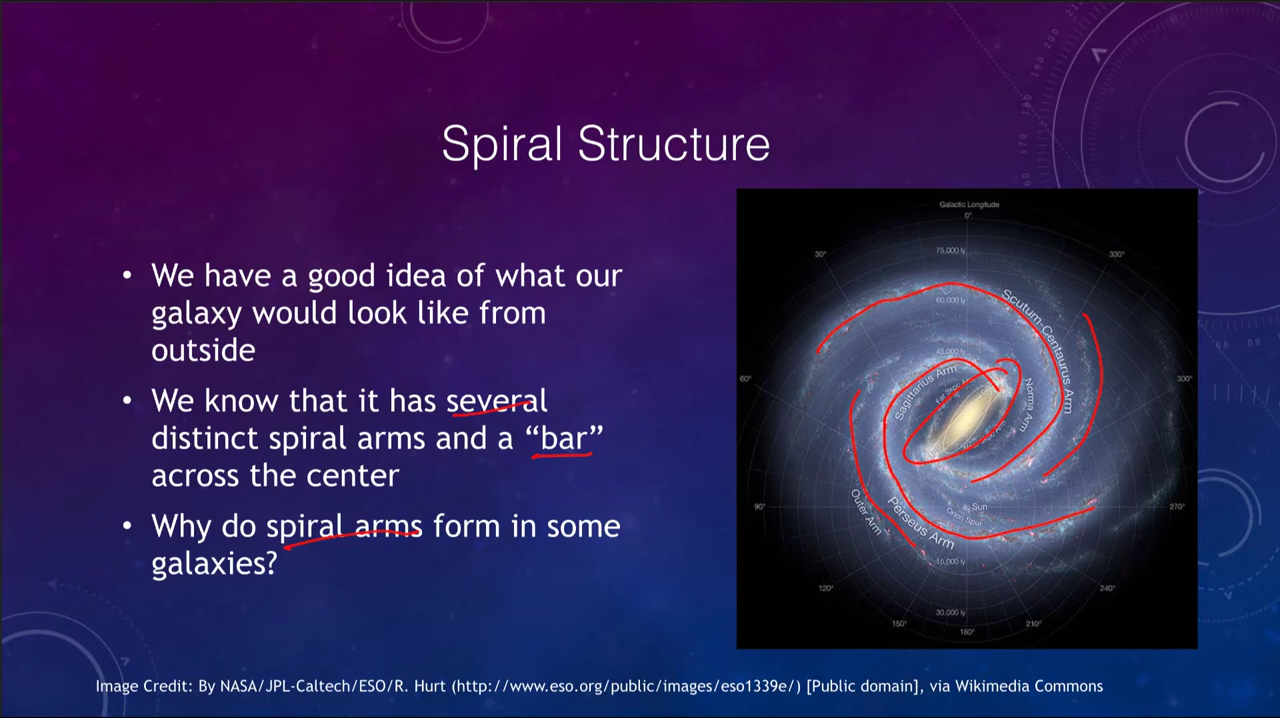 Spiral Structure
• We have a good idea of what our
galaxy would look like from
outside
• We know that it has several
distinct spiral arms and a “bar”
across the center
• Why do spiral arms form in some
galaxies?
Galactic Longitude
0°
30°
330°
75,000 ly
60,000 ly
Scutum-Centaurus Arm
45,000 ly
60°
300°
Sagittarius Arm
Norma Arm
90°
270°
Sun
Orion Spur
Outer Arm
Perseus Arm
15,000 ly
120°
240°
30,000 ly
150°
210°
180°
Image Credit: By NASA/JPL-Caltech/ESO/R. Hurt (http://www.eso.org/public/images/eso1339e/) [Public domain], via Wikimedia Commons